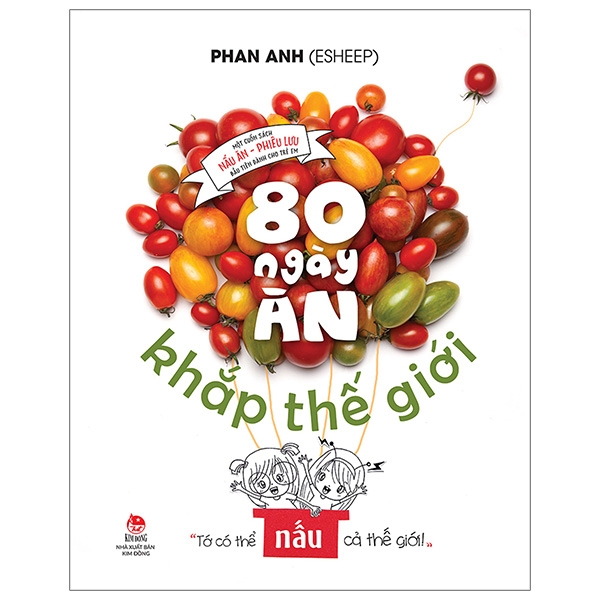 PHAN ANH (ESHEEP)
MỘT CUỐN SÁCH
NẤU ĂN - PHIÊU LƯU
ĐẦU TIÊN DÀNH CHO TRẺ EM
80
ngày
ĂN
khắp thế giới
"Tớ có thể nấu cả thế giới!"
KIM ĐỒNG
NHÀ XUẤT BẢN
KIM ĐỒNG